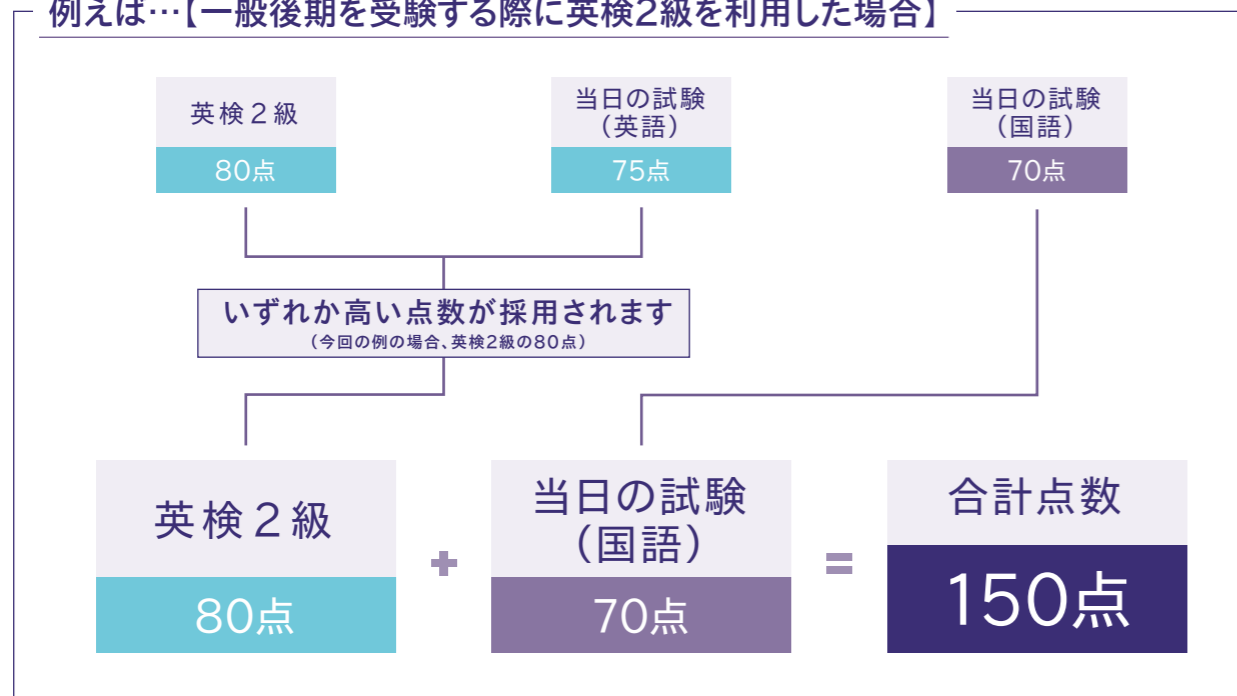 例えば…【一般後期を受験する際に英検2級を利用した場合】
英検２級
80点
当日の試験
（英語）
75点
当日の試験
（国語）
70点
いずれか高い点数が採用されます
（今回の例の場合、英検2級の80点）
英検２級
80点
+
当日の試験
（国語）
70点
=
合計点数
150点